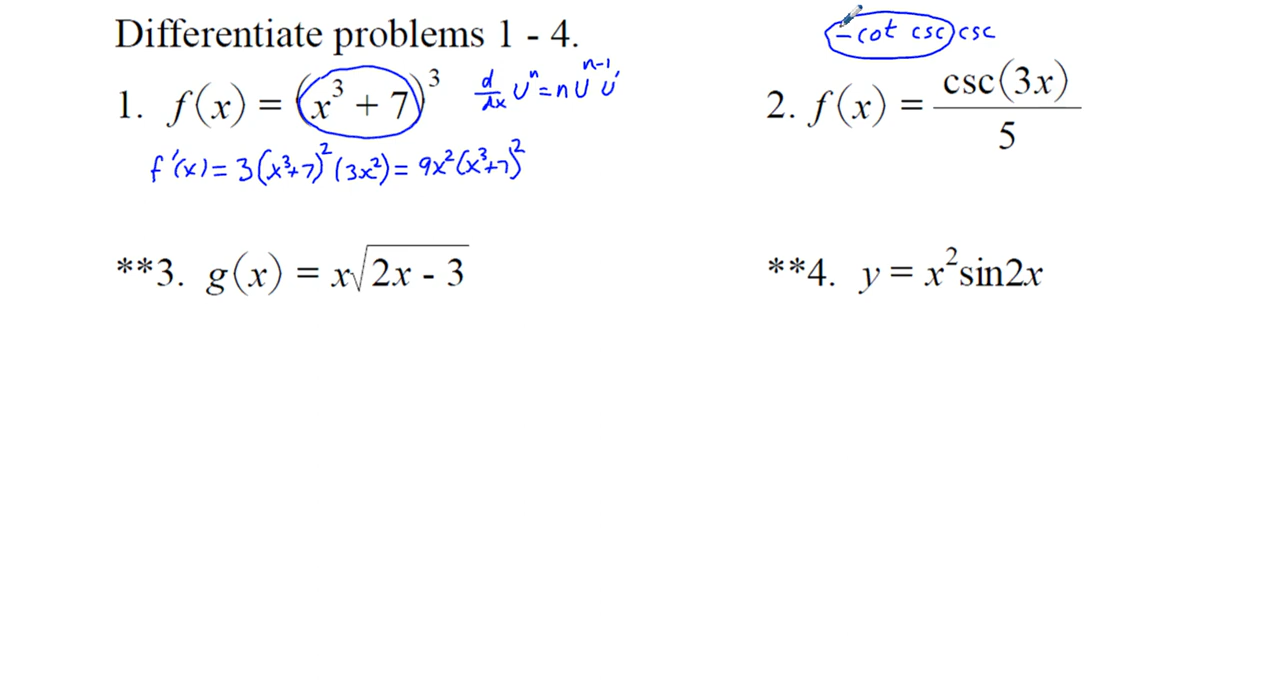 Differentiate problems 1 - 4.
-cot csc csc
1. f(x) = (x³ + 7)³
d/dx Uⁿ = nUⁿ⁻¹ U'
2. f(x) = csc(3x)/5
f'(x) = 3(x³+7)²(3x²) = 9x²(x³+7)²
**3. g(x) = x√(2x - 3)
**4. y = x²sin2x